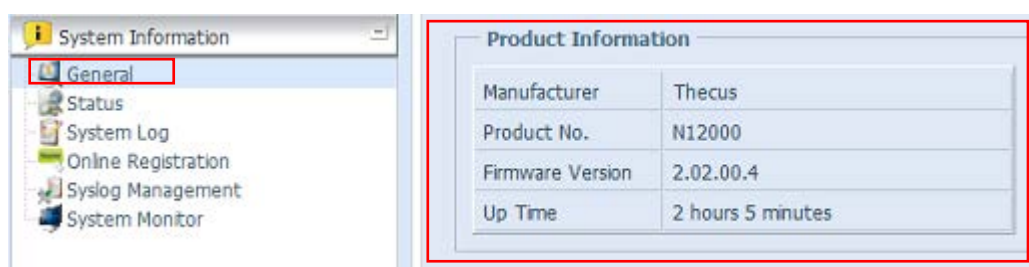 System Information
General
Status
System Log
Online Registration
Syslog Management
System Monitor
Product Information
Manufacturer Thecus
Product No. N12000
Firmware Version 2.02.00.4
Up Time 2 hours 5 minutes